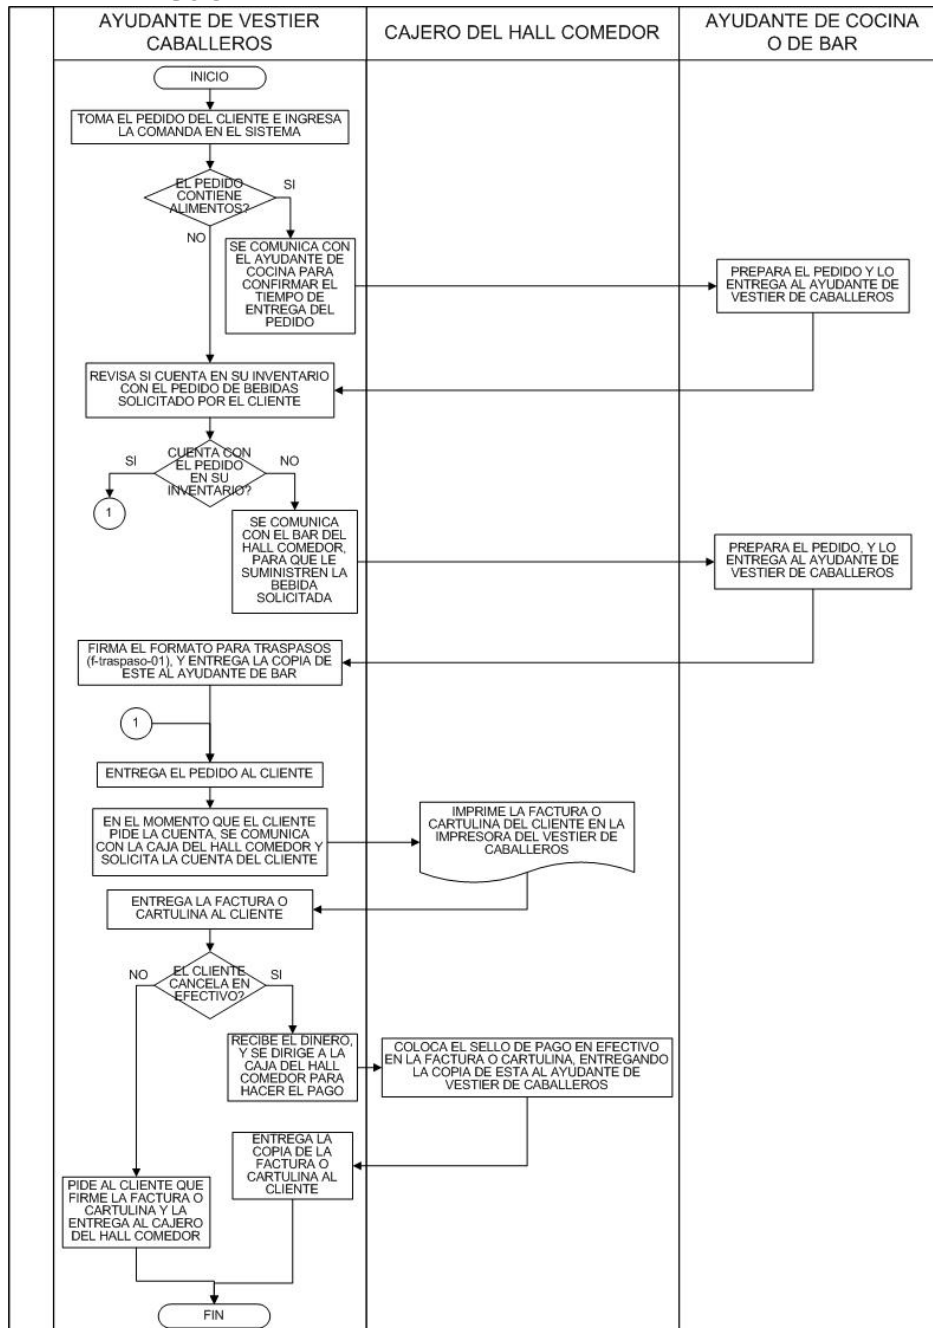 AYUDANTE DE VESTIER
CABALLEROS
CAJERO DEL HALL COMEDOR
AYUDANTE DE COCINA
O DE BAR
INICIO
TOMA EL PEDIDO DEL CLIENTE E INGRESA
LA COMANDA EN EL SISTEMA
EL PEDIDO
CONTIENE
ALIMENTOS?
SI
NO
SE COMUNICA CON
EL AYUDANTE DE
COCINA PARA
CONFIRMAR EL
TIEMPO DE
ENTREGA DEL
PEDIDO
PREPARA EL PEDIDO Y LO
ENTREGA AL AYUDANTE DE
VESTIER DE CABALLEROS
REVISA SI CUENTA EN SU INVENTARIO
CON EL PEDIDO DE BEBIDAS
SOLICITADO POR EL CLIENTE
CUENTA CON
EL PEDIDO
EN SU
INVENTARIO?
SI
NO
1
SE COMUNICA
CON EL BAR DEL
HALL COMEDOR,
PARA QUE LE
SUMINISTREN LA
BEBIDA
SOLICITADA
PREPARA EL PEDIDO, Y LO
ENTREGA AL AYUDANTE DE
VESTIER DE CABALLEROS
FIRMA EL FORMATO PARA TRASPASOS
(f-traspaso-01), Y ENTREGA LA COPIA DE
ESTE AL AYUDANTE DE BAR
1
ENTREGA EL PEDIDO AL CLIENTE
EN EL MOMENTO QUE EL CLIENTE
PIDE LA CUENTA, SE COMUNICA
CON LA CAJA DEL HALL COMEDOR Y
SOLICITA LA CUENTA DEL CLIENTE
IMPRIME LA FACTURA O
CARTULINA DEL CLIENTE EN LA
IMPRESORA DEL VESTIER DE
CABALLEROS
ENTREGA LA FACTURA O
CARTULINA AL CLIENTE
EL CLIENTE
CANCELA EN
EFECTIVO?
NO
SI
RECIBE EL DINERO,
Y SE DIRIGE A LA
CAJA DEL HALL
COMEDOR PARA
HACER EL PAGO
COLOCA EL SELLO DE PAGO EN EFECTIVO
EN LA FACTURA O CARTULINA, ENTREGANDO
LA COPIA DE ESTA AL AYUDANTE DE
VESTIER DE CABALLEROS
ENTREGA LA
COPIA DE LA
FACTURA O
CARTULINA AL
CLIENTE
PIDE AL CLIENTE QUE
FIRME LA FACTURA O
CARTULINA Y LA
ENTREGA AL CAJERO
DEL HALL COMEDOR
FIN